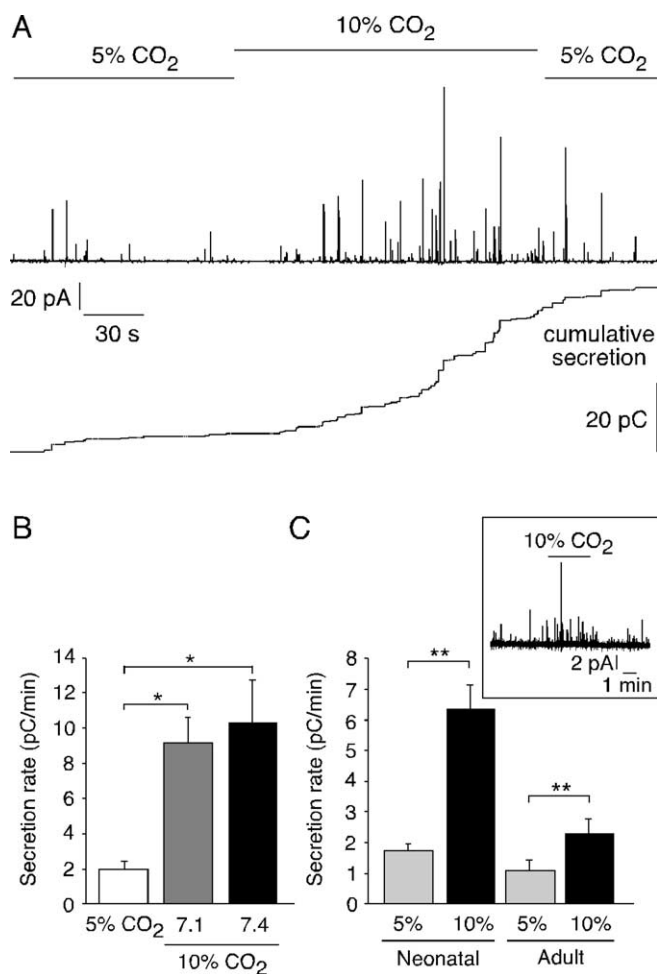 A
10% CO2
5% CO2
5% CO2
20 pA
30 s
cumulative
secretion
20 pC
B
Secretion rate (pC/min)
14
12
10
8
6
4
2
0
*
*
5% CO2
7.1
7.4
10% CO2
C
10% CO2
2 pA
1 min
Secretion rate (pC/min)
8
7
6
5
4
3
2
1
0
**
**
5%
10%
5%
10%
Neonatal
Adult